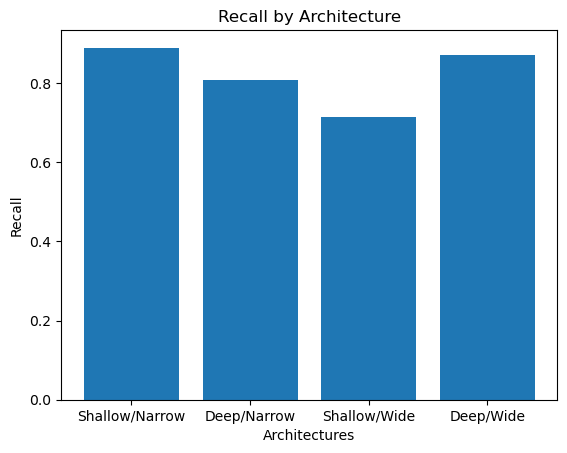 Recall by Architecture
Recall
0.8
0.6
0.4
0.2
0.0
Shallow/Narrow Deep/Narrow Shallow/Wide Deep/Wide
Architectures